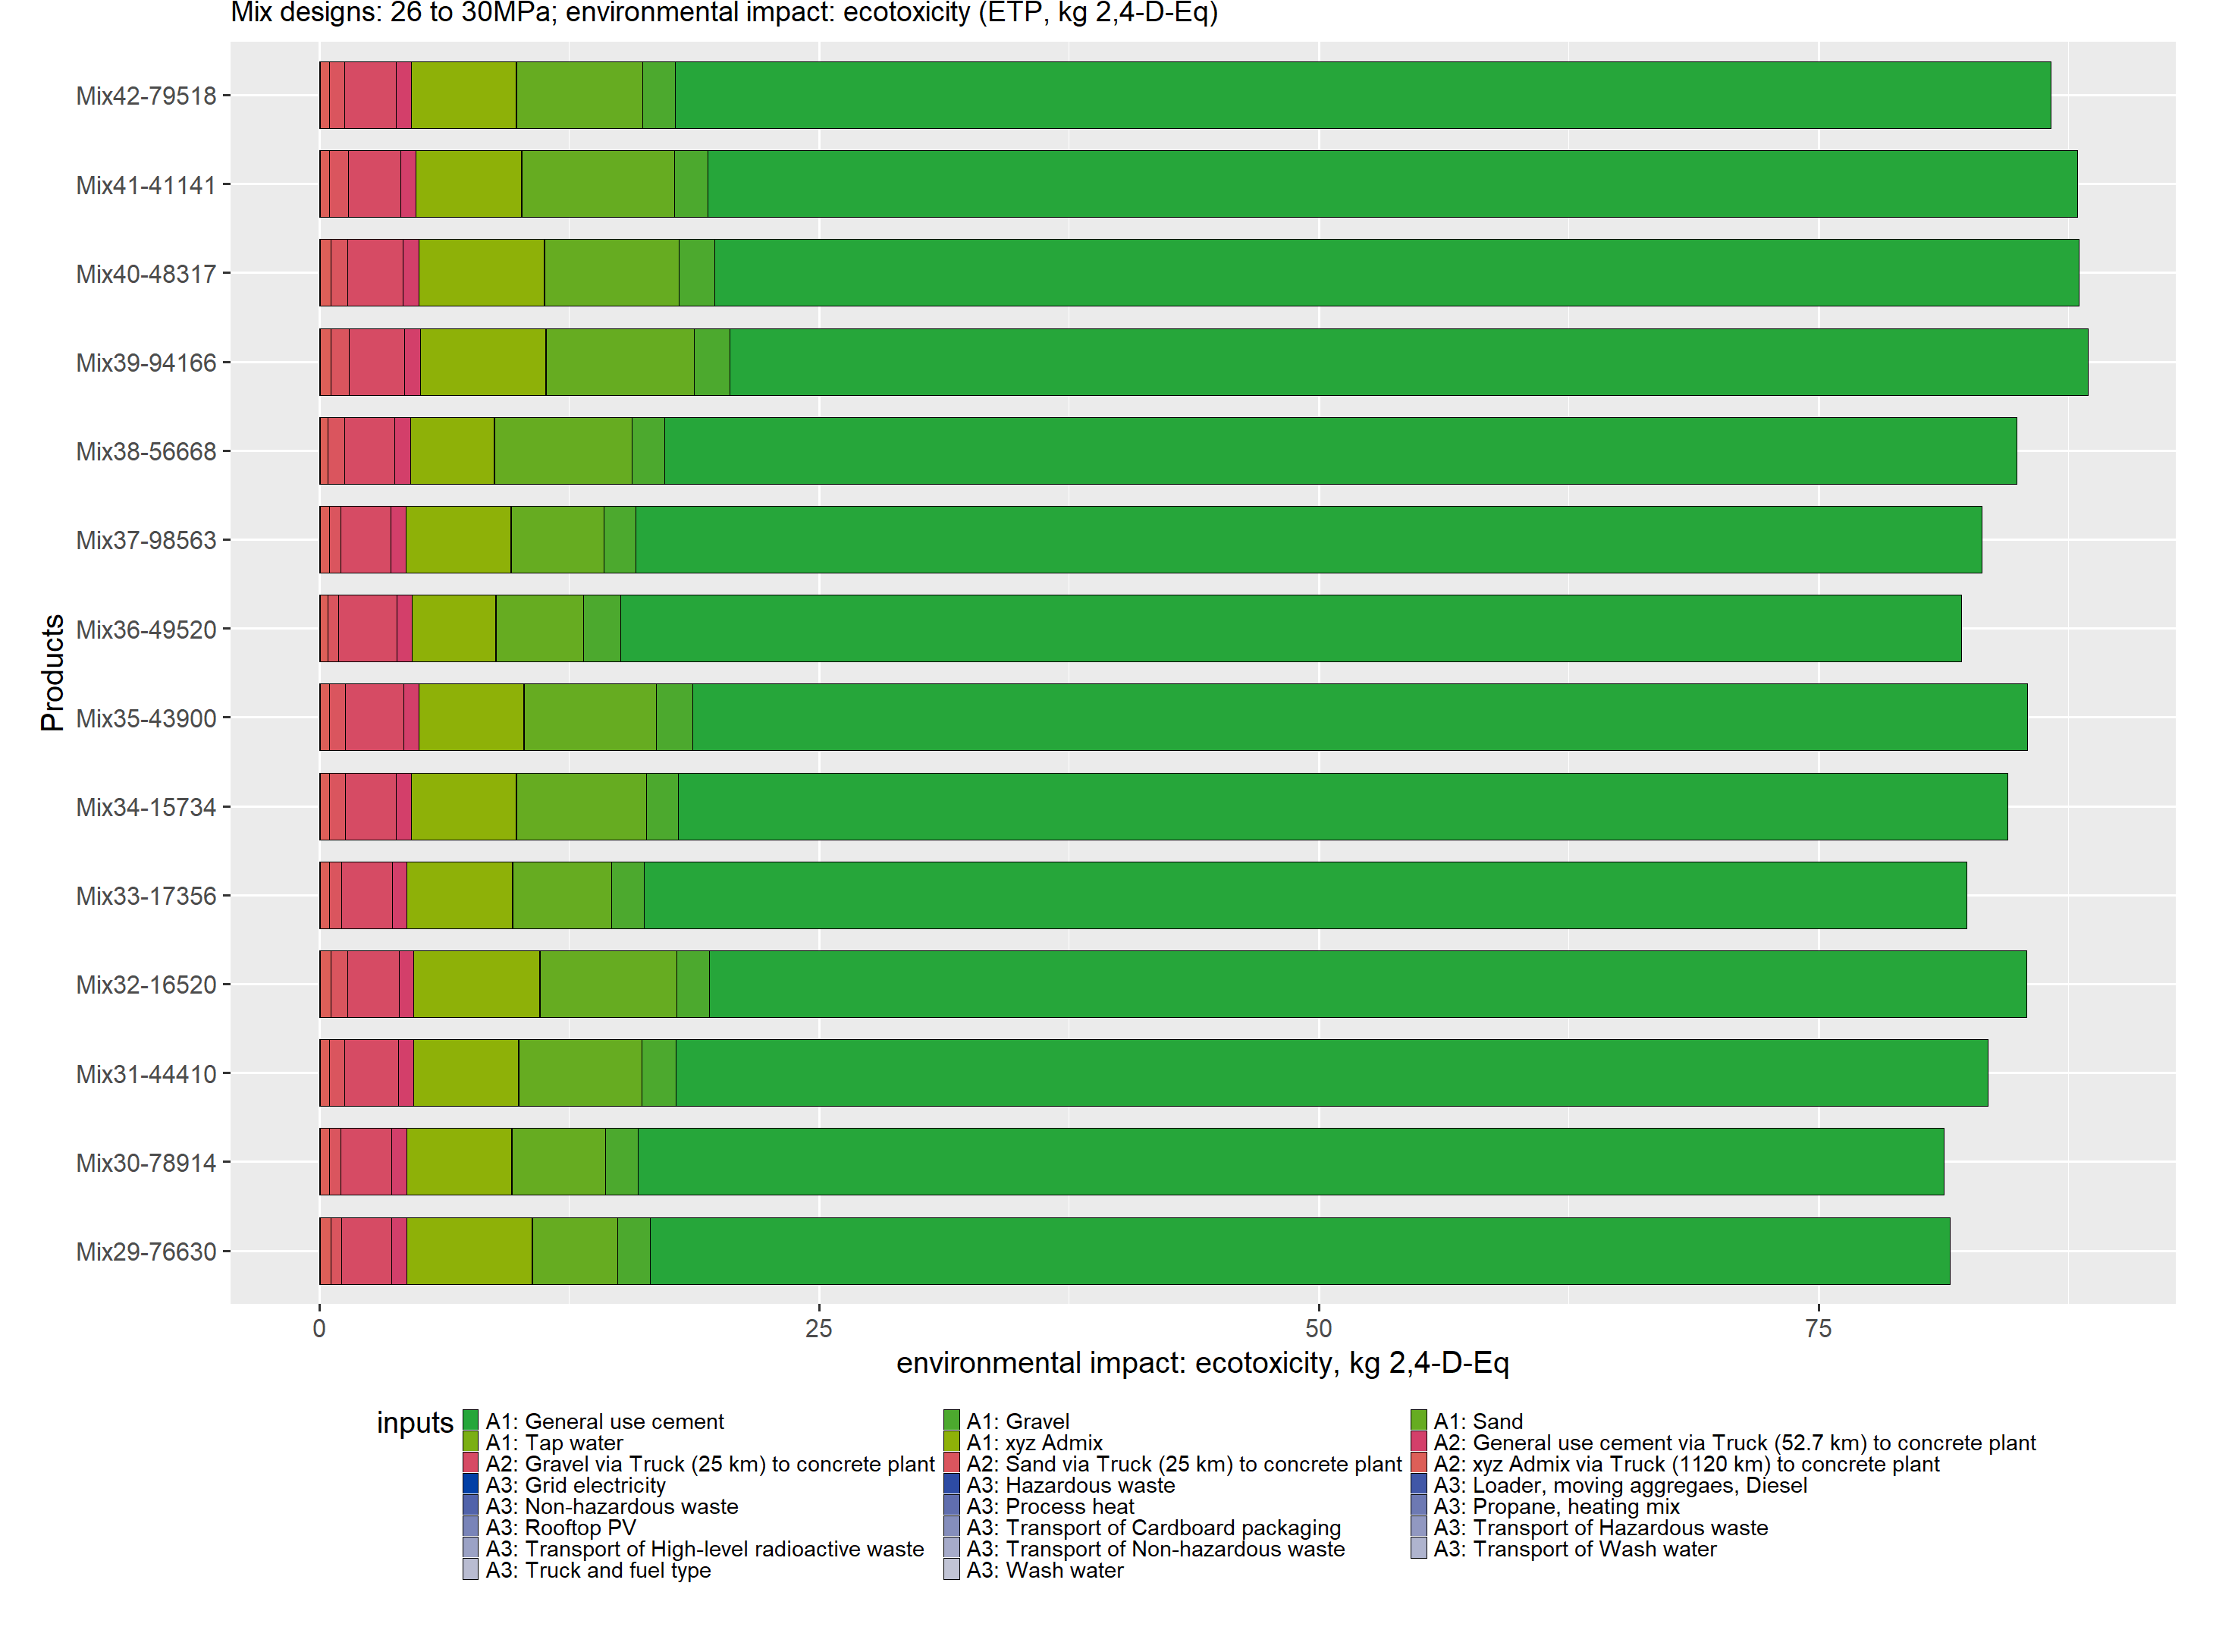 Mix designs: 26 to 30MPa; environmental impact: ecotoxicity (ETP, kg 2,4-D-Eq)
Products
Mix42-79518
Mix41-41141
Mix40-48317
Mix39-94166
Mix38-56668
Mix37-98563
Mix36-49520
Mix35-43900
Mix34-15734
Mix33-17356
Mix32-16520
Mix31-44410
Mix30-78914
Mix29-76630
0 25 50 75
environmental impact: ecotoxicity, kg 2,4-D-Eq
inputs
A1: General use cement A1: Gravel A1: Sand
A1: Tap water A1: xyz Admix A2: General use cement via Truck (52.7 km) to concrete plant
A2: Gravel via Truck (25 km) to concrete plant A2: Sand via Truck (25 km) to concrete plant A2: xyz Admix via Truck (1120 km) to concrete plant
A3: Grid electricity A3: Hazardous waste A3: Loader, moving aggregaes, Diesel
A3: Non-hazardous waste A3: Process heat A3: Propane, heating mix
A3: Rooftop PV A3: Transport of Cardboard packaging A3: Transport of Hazardous waste
A3: Transport of High-level radioactive waste A3: Transport of Non-hazardous waste A3: Transport of Wash water
A3: Truck and fuel type A3: Wash water